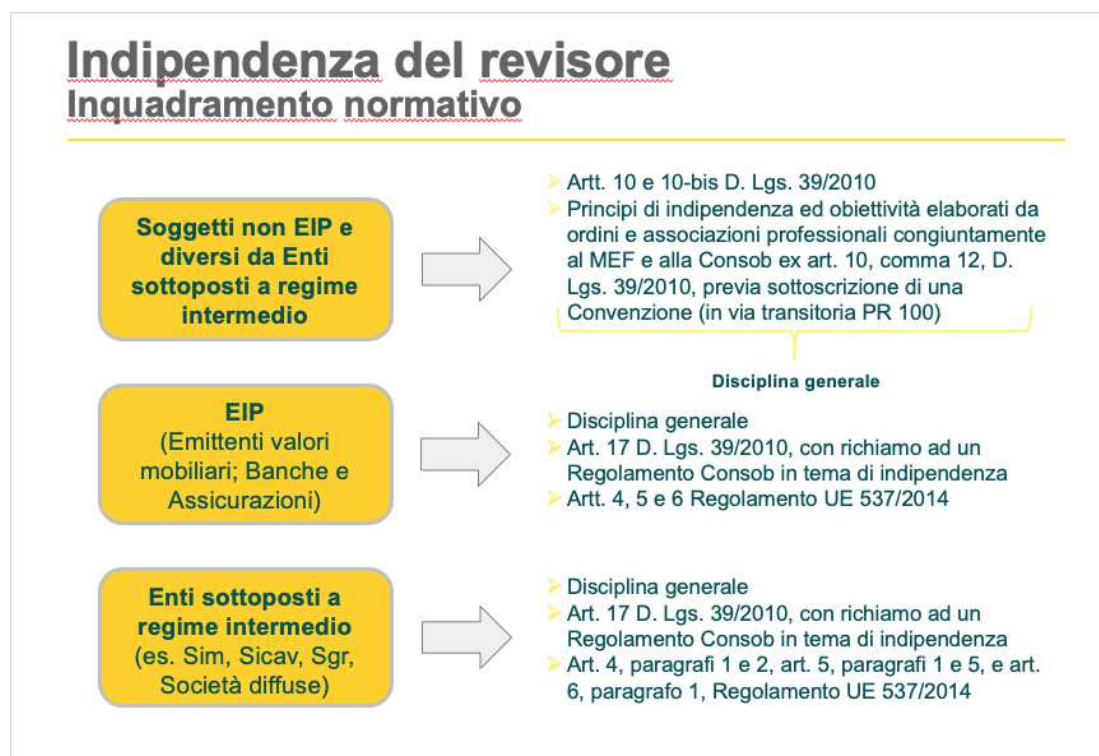 Indipendenza del revisore
Inquadramento normativo
Soggetti non EIP e
diversi da Enti
sottoposti a regime
intermedio
Artt. 10 e 10-bis D. Lgs. 39/2010
Principi di indipendenza ed obiettività elaborati da
ordini e associazioni professionali congiuntamente
al MEF e alla Consob ex art. 10, comma 12, D.
Lgs. 39/2010, previa sottoscrizione di una
Convenzione (in via transitoria PR 100)
Disciplina generale
EIP
(Emittenti valori
mobiliari; Banche e
Assicurazioni)
Disciplina generale
Art. 17 D. Lgs. 39/2010, con richiamo ad un
Regolamento Consob in tema di indipendenza
Artt. 4, 5 e 6 Regolamento UE 537/2014
Enti sottoposti a
regime intermedio
(es. Sim, Sicav, Sgr,
Società diffuse)
Disciplina generale
Art. 17 D. Lgs. 39/2010, con richiamo ad un
Regolamento Consob in tema di indipendenza
Art. 4, paragrafi 1 e 2, art. 5, paragrafi 1 e 5, e art.
6, paragrafo 1, Regolamento UE 537/2014